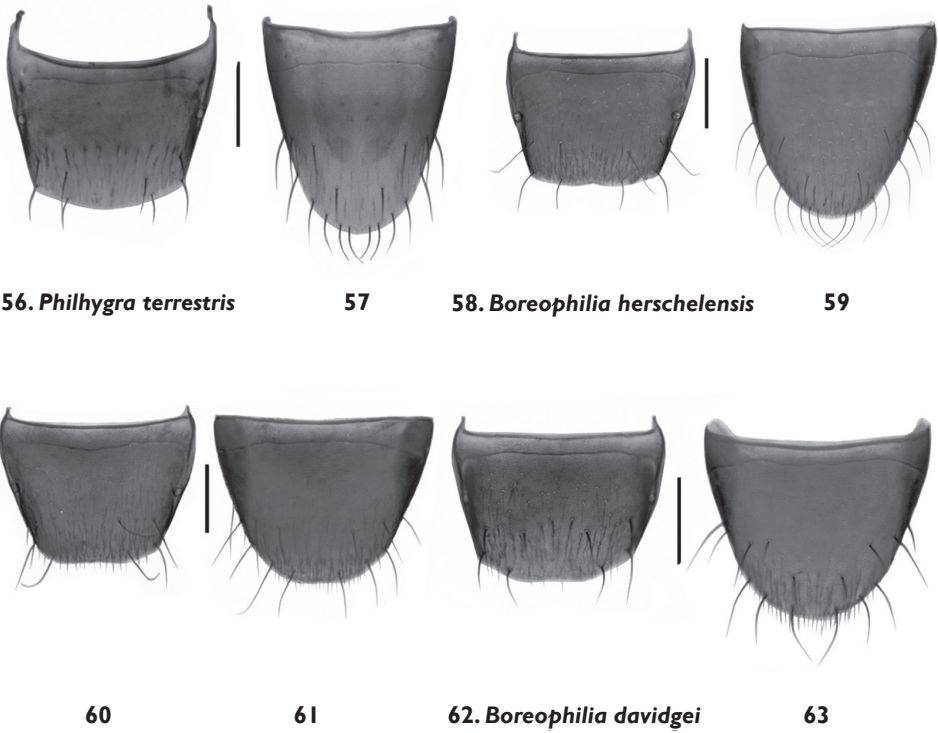 56. Philhygra terrestris 57 58. Boreophilia herschelensis 59
60 61 62. Boreophilia davidgei 63